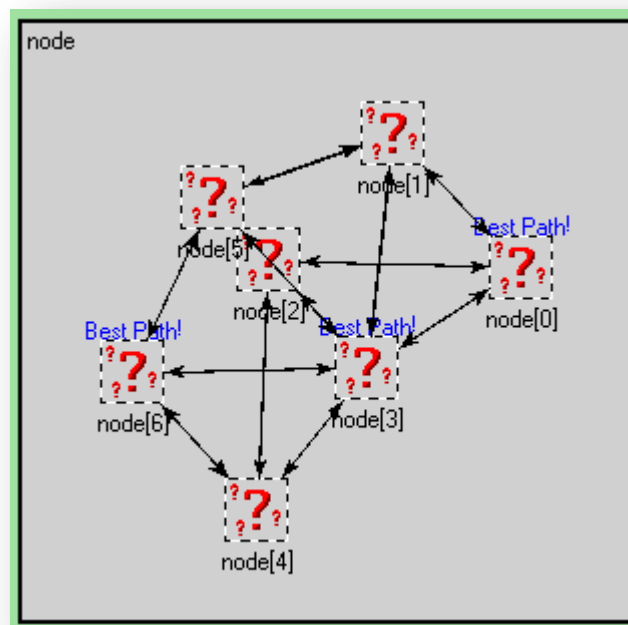 node
node[1]
node[5]
Best Path!
node[2]
node[0]
Best Path!
Best Path!
node[6]
node[3]
node[4]